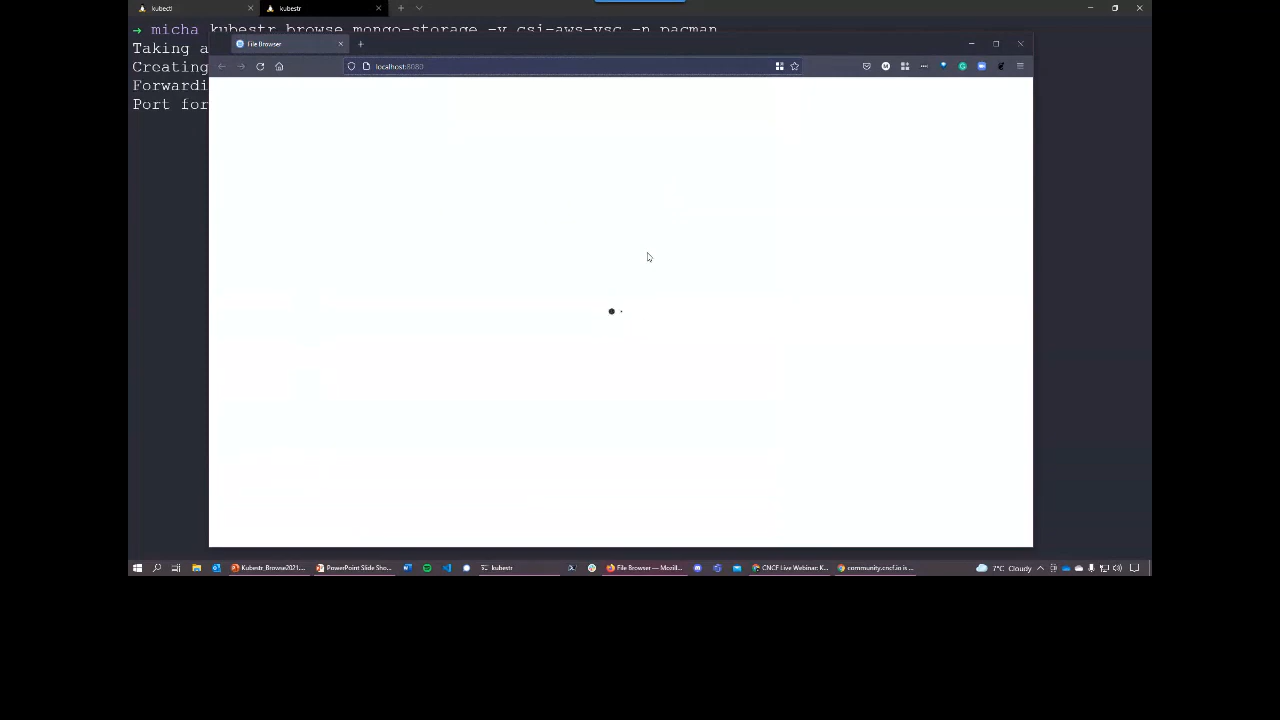 kubectl
kubestr
micha kubestr browse mongo-storage -v csi-aws-vsc -n pacman
Taking a
Creating
Forwardi
Port for
File Browser
localhost:8080
Kubestr_Browse2021....
PowerPoint Slide Sho...
kubestr
File Browser — Mozill...
CNCF Live Webinar: K...
community.cncf.io is ...
7°C Cloudy